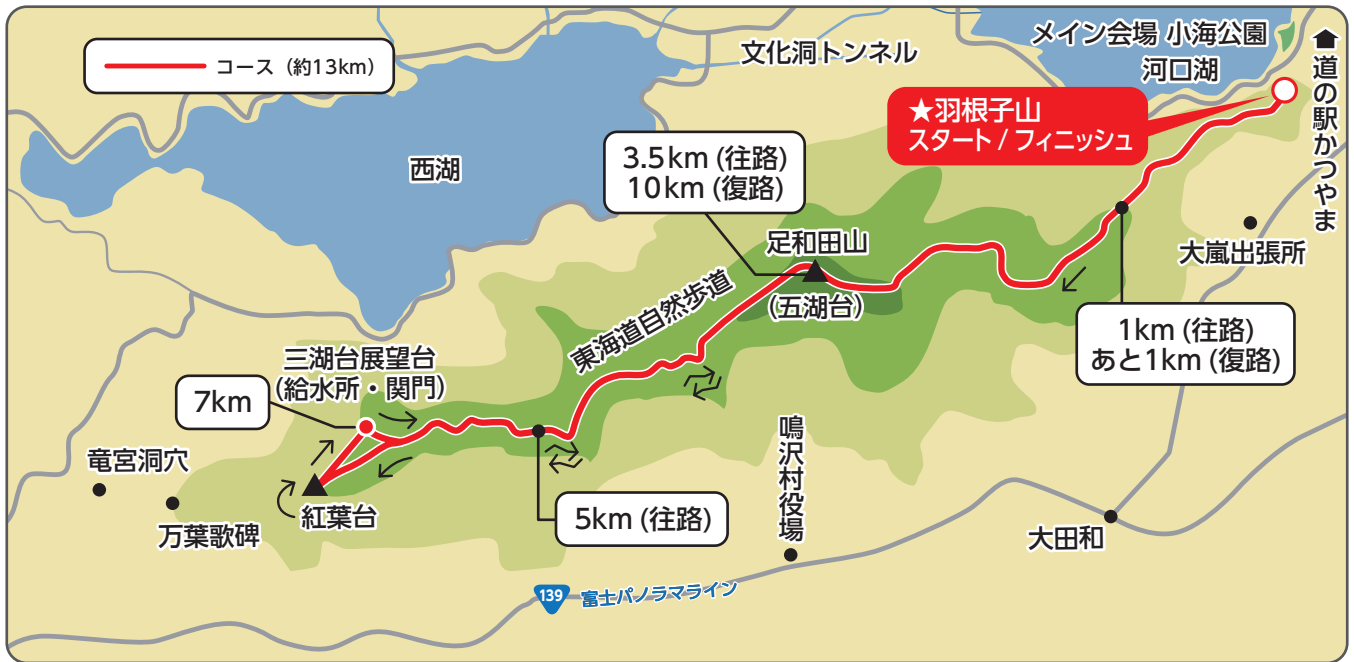 コース（約13km）
文化洞トンネル
メイン会場 小海公園
河口湖
道の駅かつやま
★羽根子山
スタート / フィニッシュ
西湖
3.5km (往路)
10km (復路)
足和田山
(五湖台)
大嵐出張所
東海道自然歩道
1km (往路)
あと1km (復路)
三湖台展望台
(給水所・関門)
7km
竜宮洞穴
万葉歌碑
紅葉台
5km (往路)
鳴沢村役場
大田和
139
富士パノラマライン